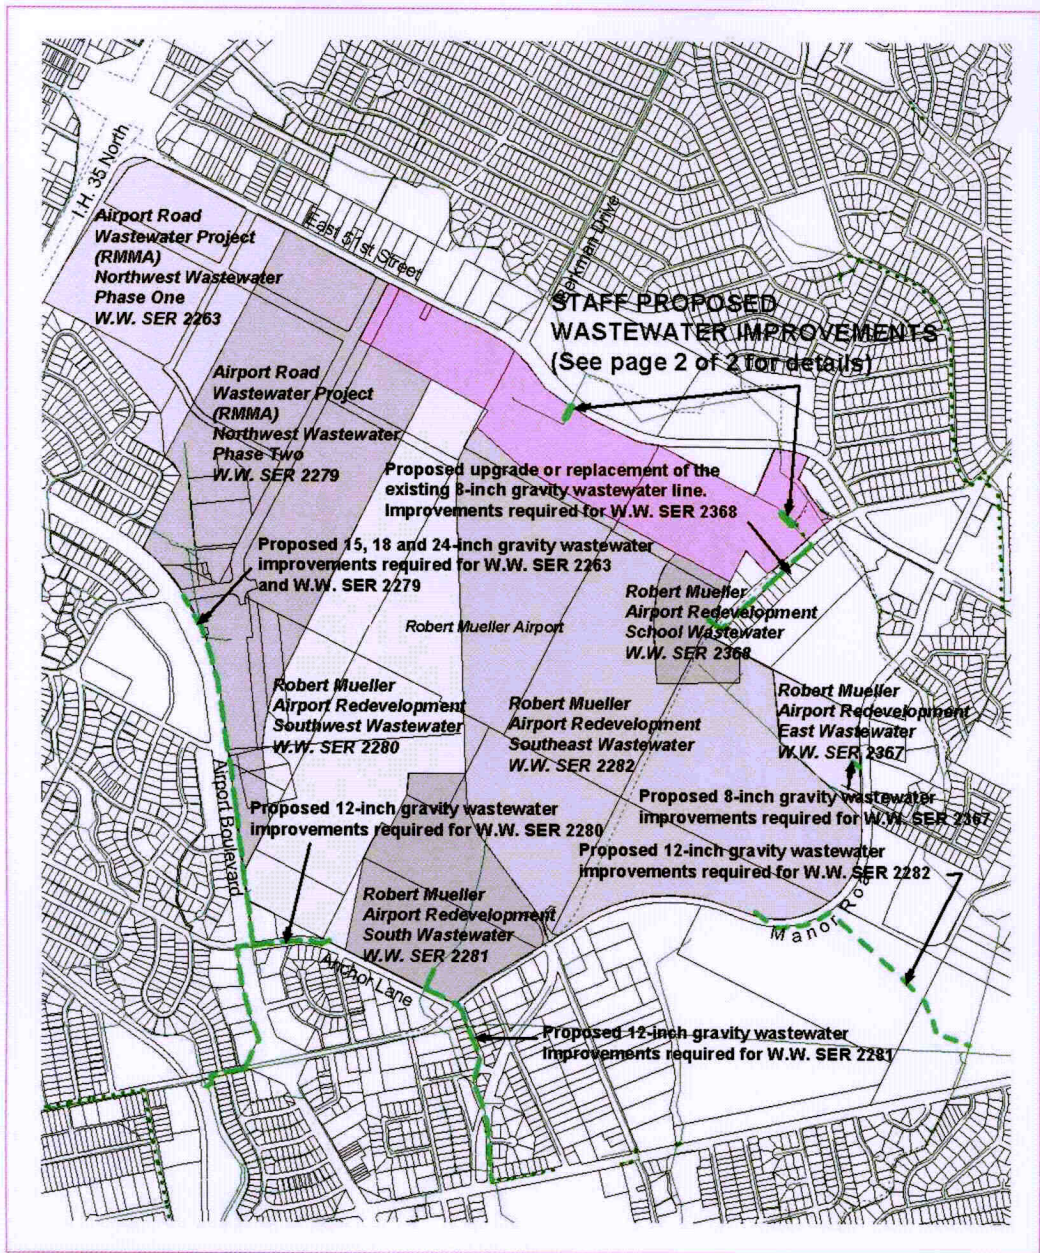 I.H. 35 North
Airport Road
Wastewater Project
(RMMA)
Northwest Wastewater
Phase One
W.W. SER 2263
East 51st Street
Berkman Drive
STAFF PROPOSED
WASTEWATER IMPROVEMENTS
(See page 2 of 2 for details)
Airport Road
Wastewater Project
(RMMA)
Northwest Wastewater
Phase Two
W.W. SER 2279
Proposed upgrade or replacement of the
existing 8-inch gravity wastewater line.
Improvements required for W.W. SER 2368
Proposed 15, 18 and 24-inch gravity wastewater
improvements required for W.W. SER 2263
and W.W. SER 2279
Robert Mueller Airport
Robert Mueller
Airport Redevelopment
School Wastewater
W.W. SER 2368
Robert Mueller
Airport Redevelopment
Southwest Wastewater
W.W. SER 2280
Robert Mueller
Airport Redevelopment
Southeast Wastewater
W.W. SER 2282
Robert Mueller
Airport Redevelopment
East Wastewater
W.W. SER 2367
Airport Boulevard
Proposed 12-inch gravity wastewater
improvements required for W.W. SER 2280
Proposed 8-inch gravity wastewater
improvements required for W.W. SER 2367
Proposed 12-inch gravity wastewater
improvements required for W.W. SER 2282
Robert Mueller
Airport Redevelopment
South Wastewater
W.W. SER 2281
Manor Road
Anchor Lane
Proposed 12-inch gravity wastewater
improvements required for W.W. SER 2281